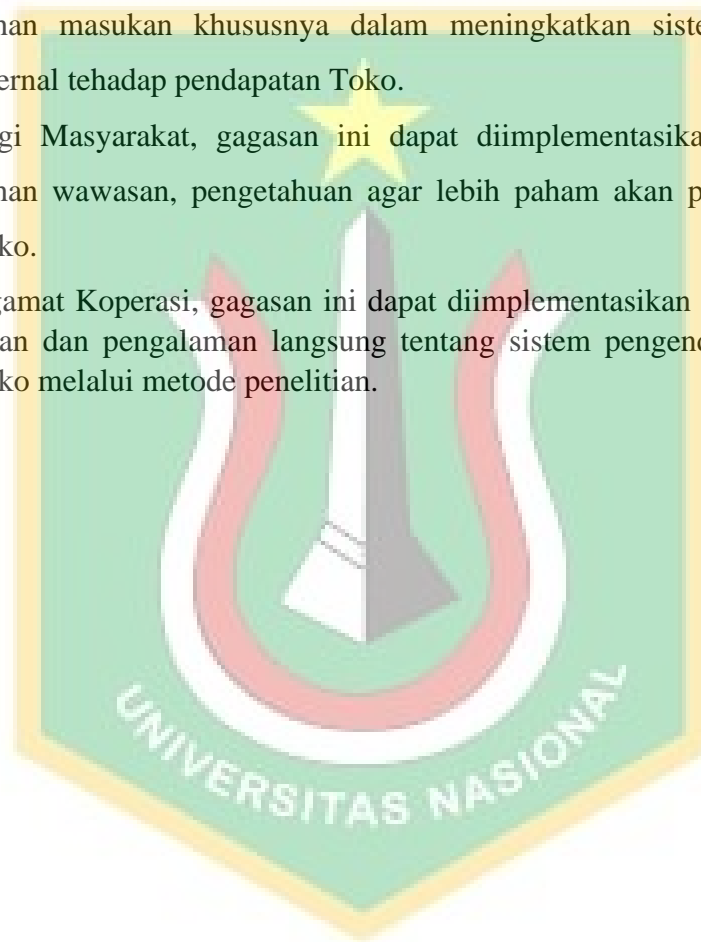 han masukan khususnya dalam meningkatkan siste
ernal tehadap pendapatan Toko.
gi Masyarakat, gagasan ini dapat diimplementasika
han wawasan, pengetahuan agar lebih paham akan p
ko.
gamat Koperasi, gagasan ini dapat diimplementasikan
an dan pengalaman langsung tentang sistem pengend
ko melalui metode penelitian.
UNIVERSITAS NASIONAL